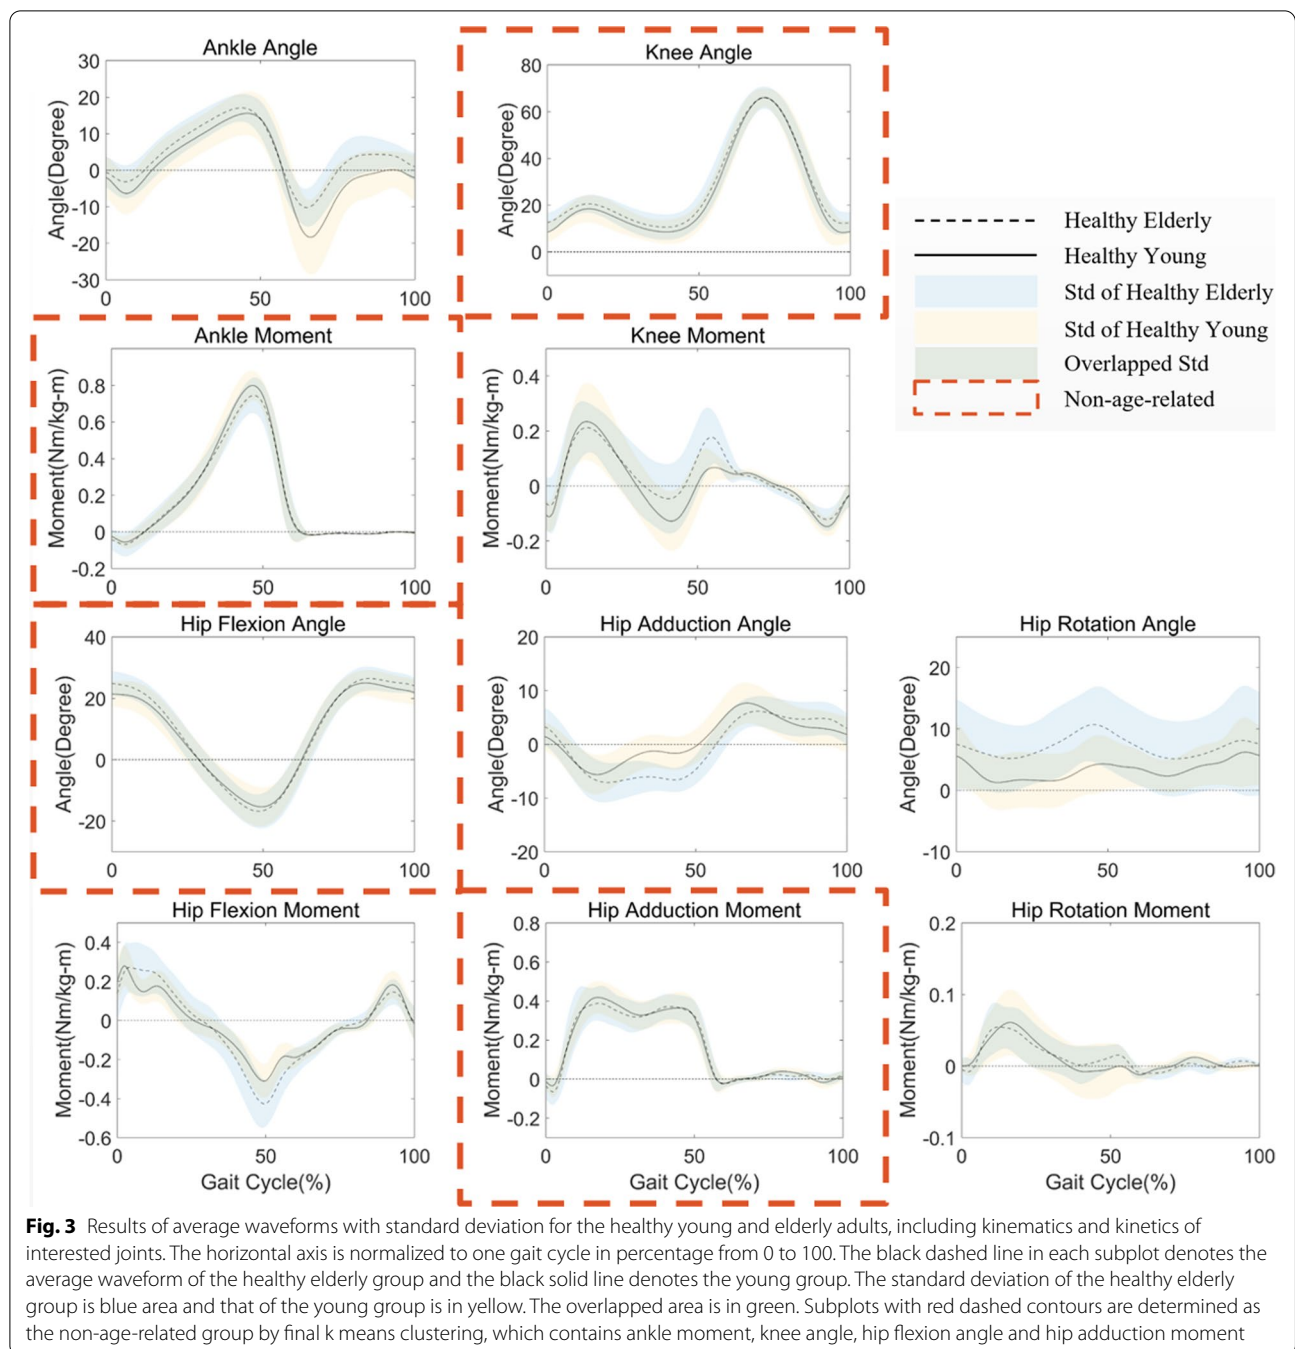 Ankle Angle
30
20
10
0
-10
-20
-30
Angle(Degree)
0
50
100
Knee Angle
80
60
40
20
0
Angle(Degree)
0
50
100
Healthy Elderly
Healthy Young
Std of Healthy Elderly
Std of Healthy Young
Overlapped Std
Non-age-related
Ankle Moment
0.8
0.6
0.4
0.2
0
-0.2
Moment(Nm/kg-m)
0
50
100
Knee Moment
0.4
0.2
0
-0.2
Moment(Nm/kg-m)
0
50
100
Hip Flexion Angle
40
20
0
-20
Angle(Degree)
0
50
100
Hip Adduction Angle
20
10
0
-10
-20
Angle(Degree)
0
50
100
Hip Rotation Angle
20
10
0
-10
Angle(Degree)
0
50
100
Hip Flexion Moment
0.4
0.2
0
-0.2
-0.4
-0.6
Moment(Nm/kg-m)
0
50
100
Gait Cycle(%)
Hip Adduction Moment
0.8
0.6
0.4
0.2
0
-0.2
Moment(Nm/kg-m)
0
50
100
Gait Cycle(%)
Hip Rotation Moment
0.2
0.1
0
-0.1
Moment(Nm/kg-m)
0
50
100
Gait Cycle(%)
Fig. 3 Results of average waveforms with standard deviation for the healthy young and elderly adults, including kinematics and kinetics of
interested joints. The horizontal axis is normalized to one gait cycle in percentage from 0 to 100. The black dashed line in each subplot denotes the
average waveform of the healthy elderly group and the black solid line denotes the young group. The standard deviation of the healthy elderly
group is blue area and that of the young group is in yellow. The overlapped area is in green. Subplots with red dashed contours are determined as
the non-age-related group by final k means clustering, which contains ankle moment, knee angle, hip flexion angle and hip adduction moment